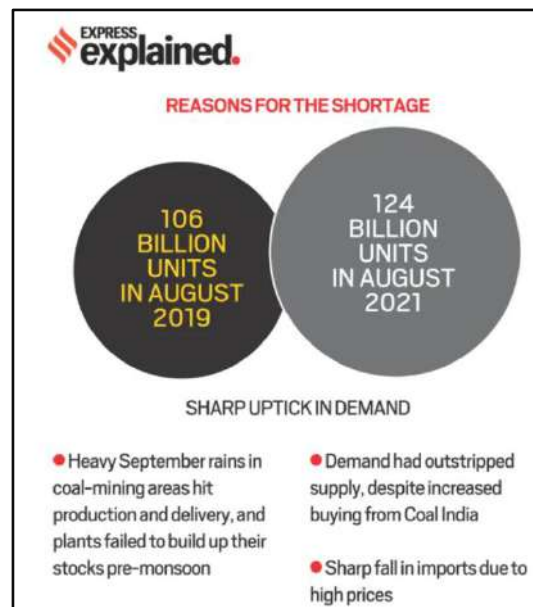 EXPRESS
explained.
REASONS FOR THE SHORTAGE
106
BILLION
UNITS
IN AUGUST
2019
124
BILLION
UNITS
IN AUGUST
2021
SHARP UPTICK IN DEMAND
● Heavy September rains in
coal-mining areas hit
production and delivery, and
plants failed to build up their
stocks pre-monsoon
● Demand had outstripped
supply, despite increased
buying from Coal India
● Sharp fall in imports due to
high prices